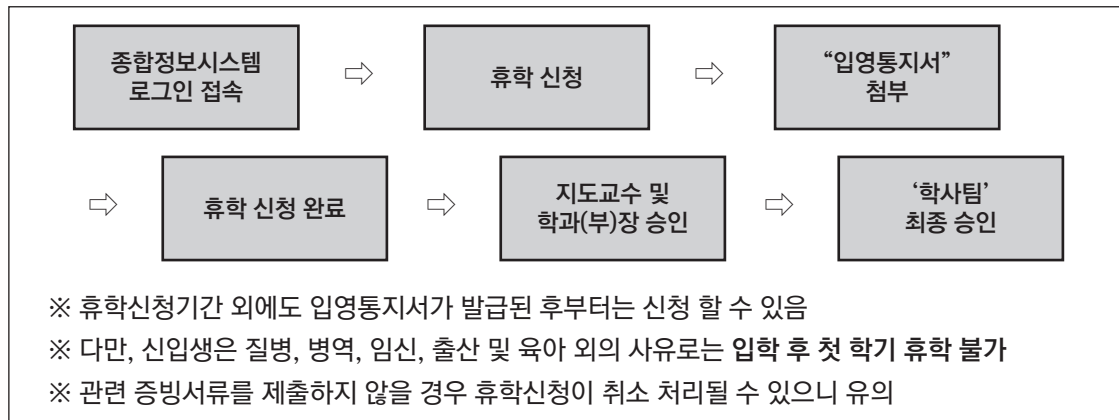 종합정보시스템
로그인 접속
⇨
휴학 신청
⇨
“입영통지서”
첨부
⇨
휴학 신청 완료
⇨
지도교수 및
학과(부)장 승인
⇨
‘학사팀’
최종 승인
※ 휴학신청기간 외에도 입영통지서가 발급된 후부터는 신청 할 수 있음
※ 다만, 신입생은 질병, 병역, 임신, 출산 및 육아 외의 사유로는 입학 후 첫 학기 휴학 불가
※ 관련 증빙서류를 제출하지 않을 경우 휴학신청이 취소 처리될 수 있으니 유의